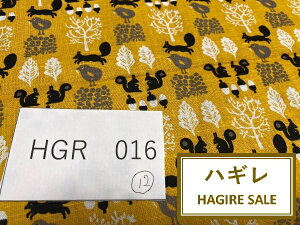 HGR 016
⑫
ハギレ
HAGIRE SALE